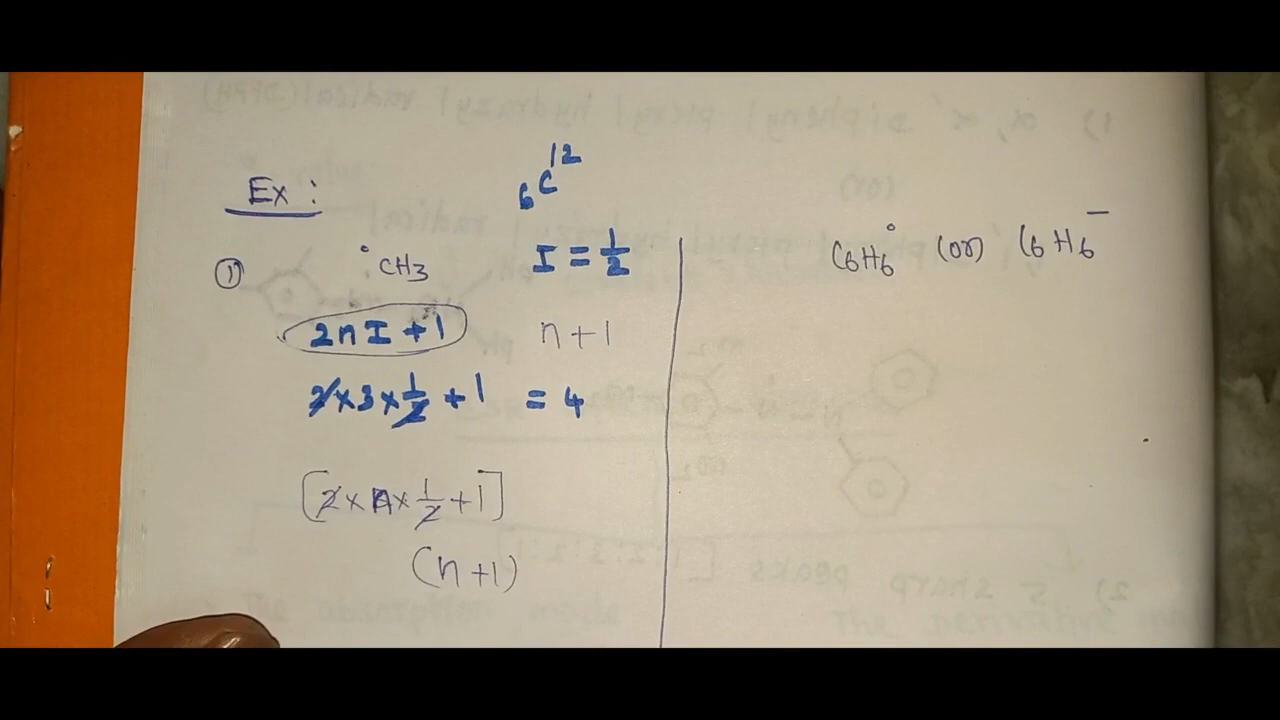 Ex :
₆C¹²
① •CH3 I = 1/2
2nI + 1 n + 1
2 × 3 × 1/2 + 1 = 4
[2 × n × 1/2 + 1]
(n + 1)
C6H6• (or) C6H6⁻